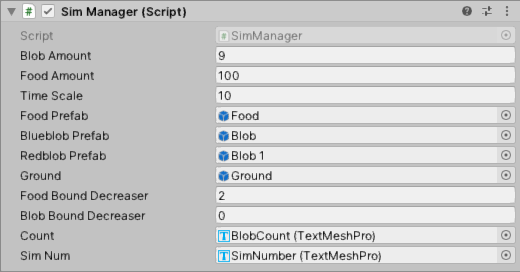 Sim Manager (Script)
Script SimManager
Blob Amount 9
Food Amount 100
Time Scale 10
Food Prefab Food
Blueblob Prefab Blob
Redblob Prefab Blob 1
Ground Ground
Food Bound Decreaser 2
Blob Bound Decreaser 0
Count BlobCount (TextMeshPro)
Sim Num SimNumber (TextMeshPro)